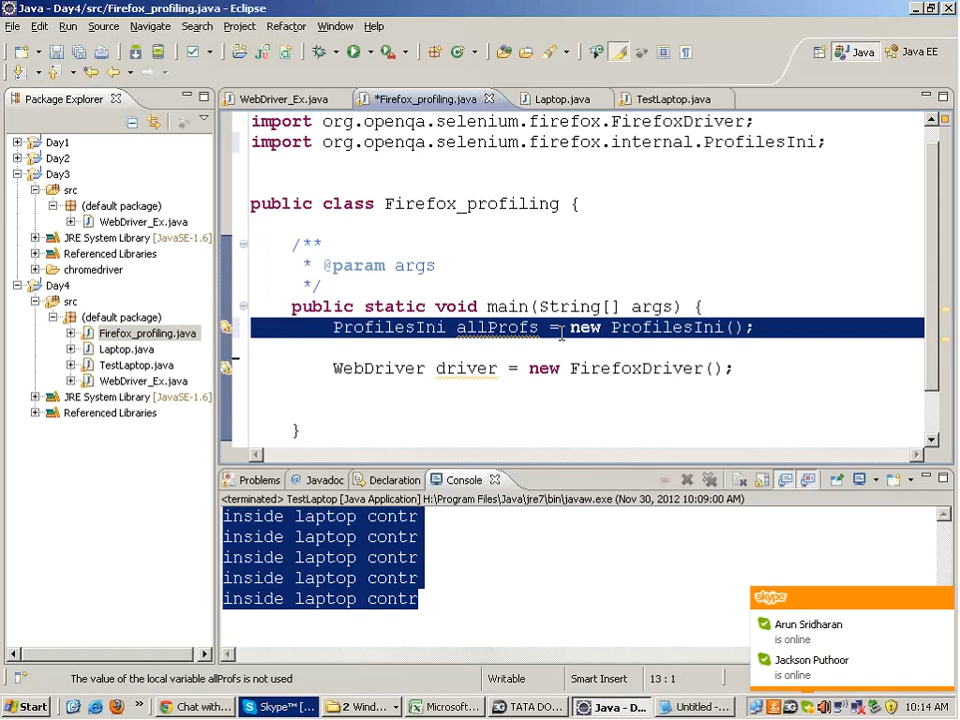 Java - Day4/src/Firefox_profiling.java - Eclipse
File Edit Run Source Navigate Search Project Refactor Window Help
Java Java EE
Package Explorer
WebDriver_Ex.java *Firefox_profiling.java Laptop.java TestLaptop.java
Day1
Day2
Day3
src
(default package)
WebDriver_Ex.java
JRE System Library [JavaSE-1.6]
Referenced Libraries
chromedriver
Day4
src
(default package)
Firefox_profiling.java
Laptop.java
TestLaptop.java
WebDriver_Ex.java
JRE System Library [JavaSE-1.6]
Referenced Libraries
import org.openqa.selenium.firefox.FirefoxDriver;
import org.openqa.selenium.firefox.internal.ProfilesIni;
public class Firefox_profiling {
/**
* @param args
*/
public static void main(String[] args) {
ProfilesIni allProfs = new ProfilesIni();
WebDriver driver = new FirefoxDriver();
}
Problems Javadoc Declaration Console
<terminated> TestLaptop [Java Application] H:\Program Files\Java\jre7\bin\javaw.exe (Nov 30, 2012 10:09:00 AM)
inside laptop contr
inside laptop contr
inside laptop contr
inside laptop contr
inside laptop contr
skype
Arun Sridharan
is online
Jackson Puthoor
is online
The value of the local variable allProfs is not used Writable Smart Insert 13 : 1
Start Chat with... Skype™ [... 2 Wind... Microsoft... TATA DO... Java - D... Untitled -... 10:14 AM